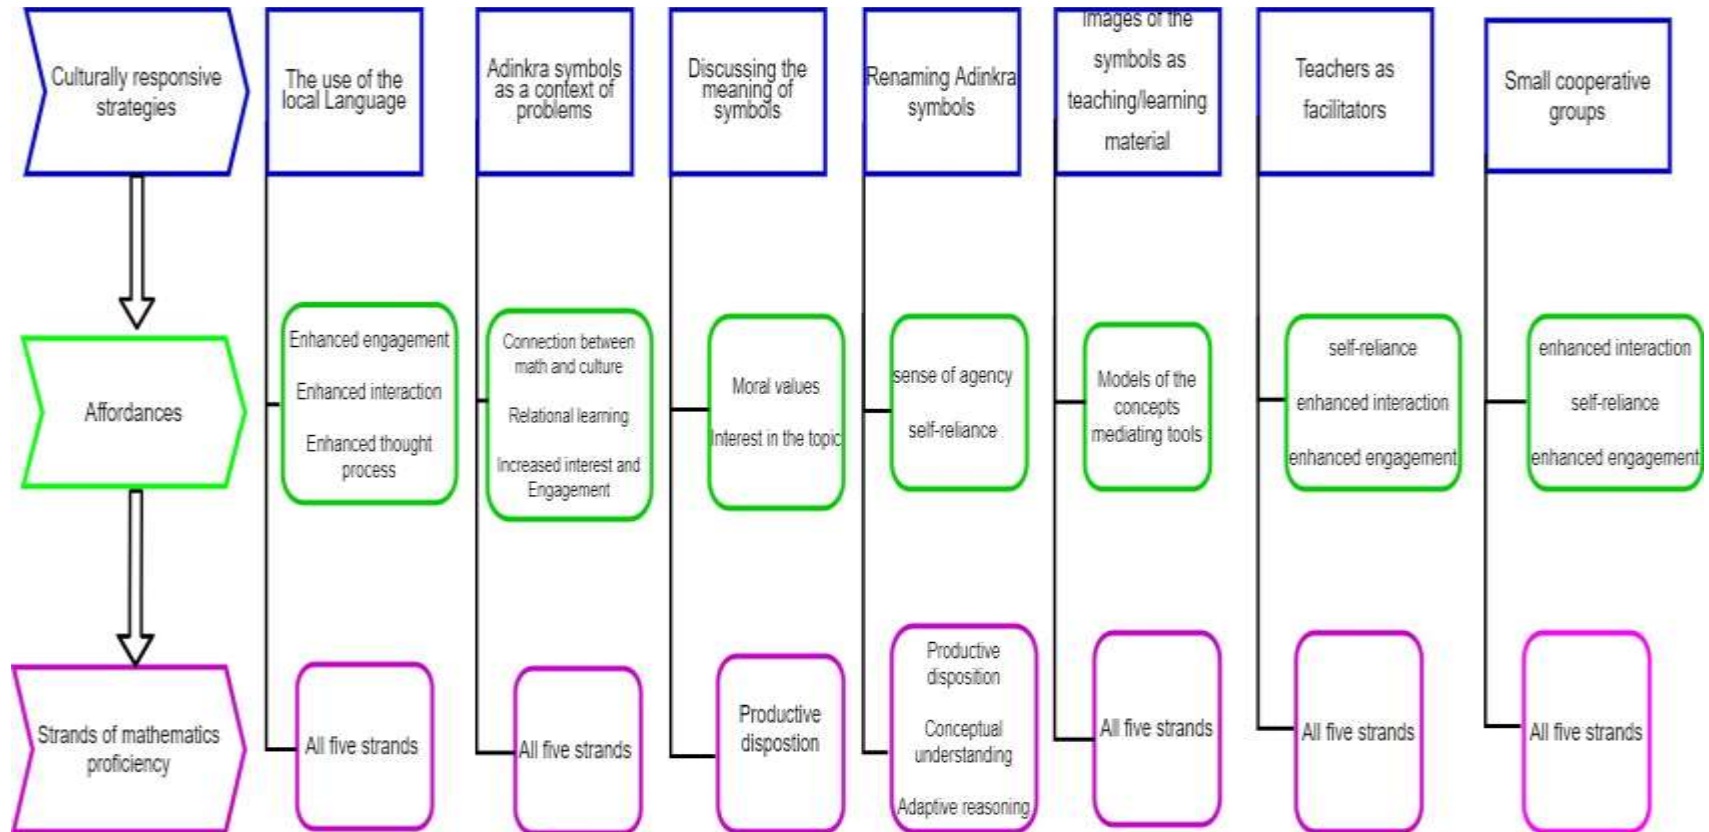 Culturally responsive
strategies
The use of the
local Language
Adinkra symbols
as a context of
problems
Discussing the
meaning of
symbols
Renaming Adinkra
symbols
Images of the
symbols as
teaching/learning
material
Teachers as
facilitators
Small cooperative
groups
Affordances
Enhanced engagement
Enhanced interaction
Enhanced thought
process
Connection between
math and culture
Relational learning
Increased interest and
Engagement
Moral values
Interest in the topic
sense of agency
self-reliance
Models of the
concepts
mediating tools
self-reliance
enhanced interaction
enhanced engagement
enhanced interaction
self-reliance
enhanced engagement
Strands of mathematics
proficiency
All five strands
All five strands
Productive
dispostion
Productive
disposition
Conceptual
understanding
Adaptive reasoning
All five strands
All five strands
All five strands